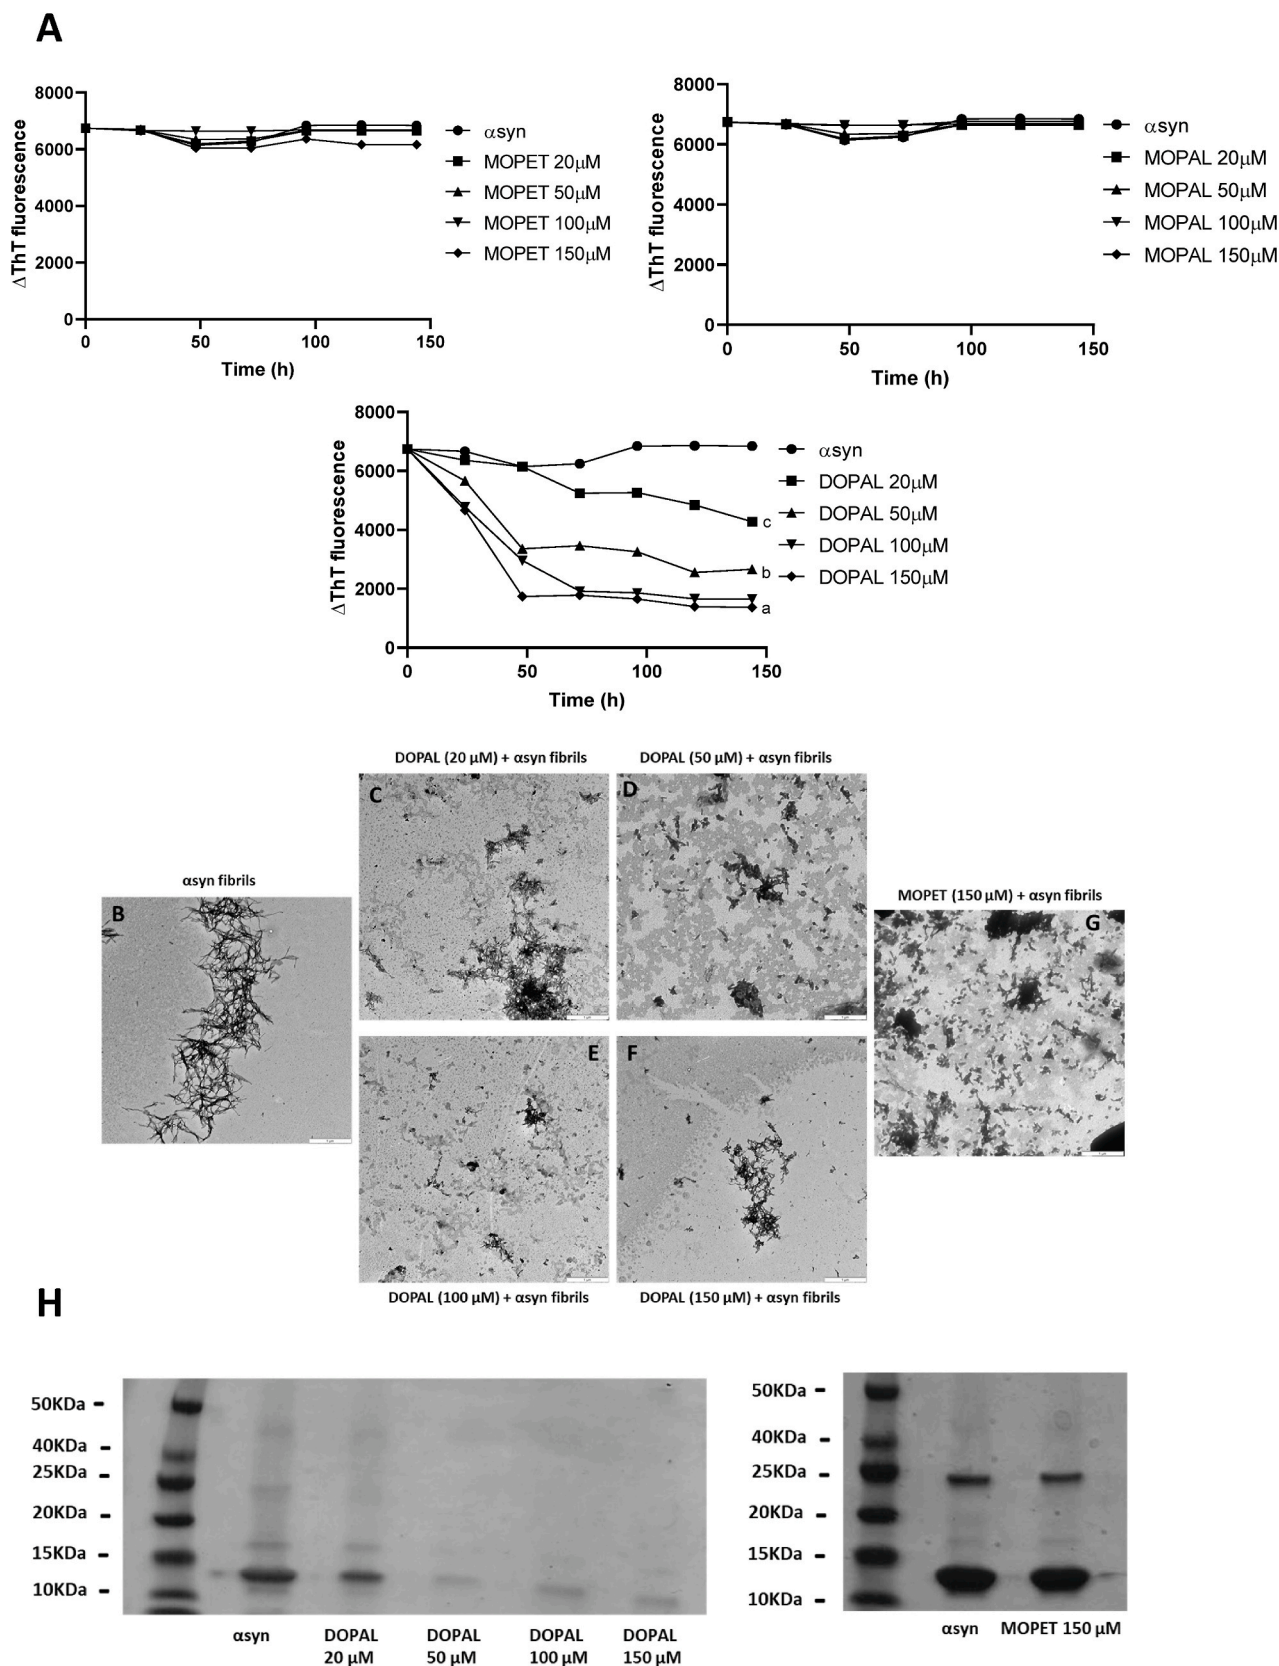 A
8000
6000
4000
2000
0
0
50
100
150
ΔThT fluorescence
Time (h)
αsyn
MOPET 20μM
MOPET 50μM
MOPET 100μM
MOPET 150μM
8000
6000
4000
2000
0
0
50
100
150
ΔThT fluorescence
Time (h)
αsyn
MOPAL 20μM
MOPAL 50μM
MOPAL 100μM
MOPAL 150μM
8000
6000
4000
2000
0
0
50
100
150
ΔThT fluorescence
Time (h)
c
b
a
αsyn
DOPAL 20μM
DOPAL 50μM
DOPAL 100μM
DOPAL 150μM
DOPAL (20 μM) + αsyn fibrils
DOPAL (50 μM) + αsyn fibrils
C
D
αsyn fibrils
B
MOPET (150 μM) + αsyn fibrils
G
E
F
DOPAL (100 μM) + αsyn fibrils
DOPAL (150 μM) + αsyn fibrils
H
50KDa
40KDa
25KDa
20KDa
15KDa
10KDa
αsyn
DOPAL
20 μM
DOPAL
50 μM
DOPAL
100 μM
DOPAL
150 μM
50KDa
40KDa
25KDa
20KDa
15KDa
10KDa
αsyn
MOPET 150 μM